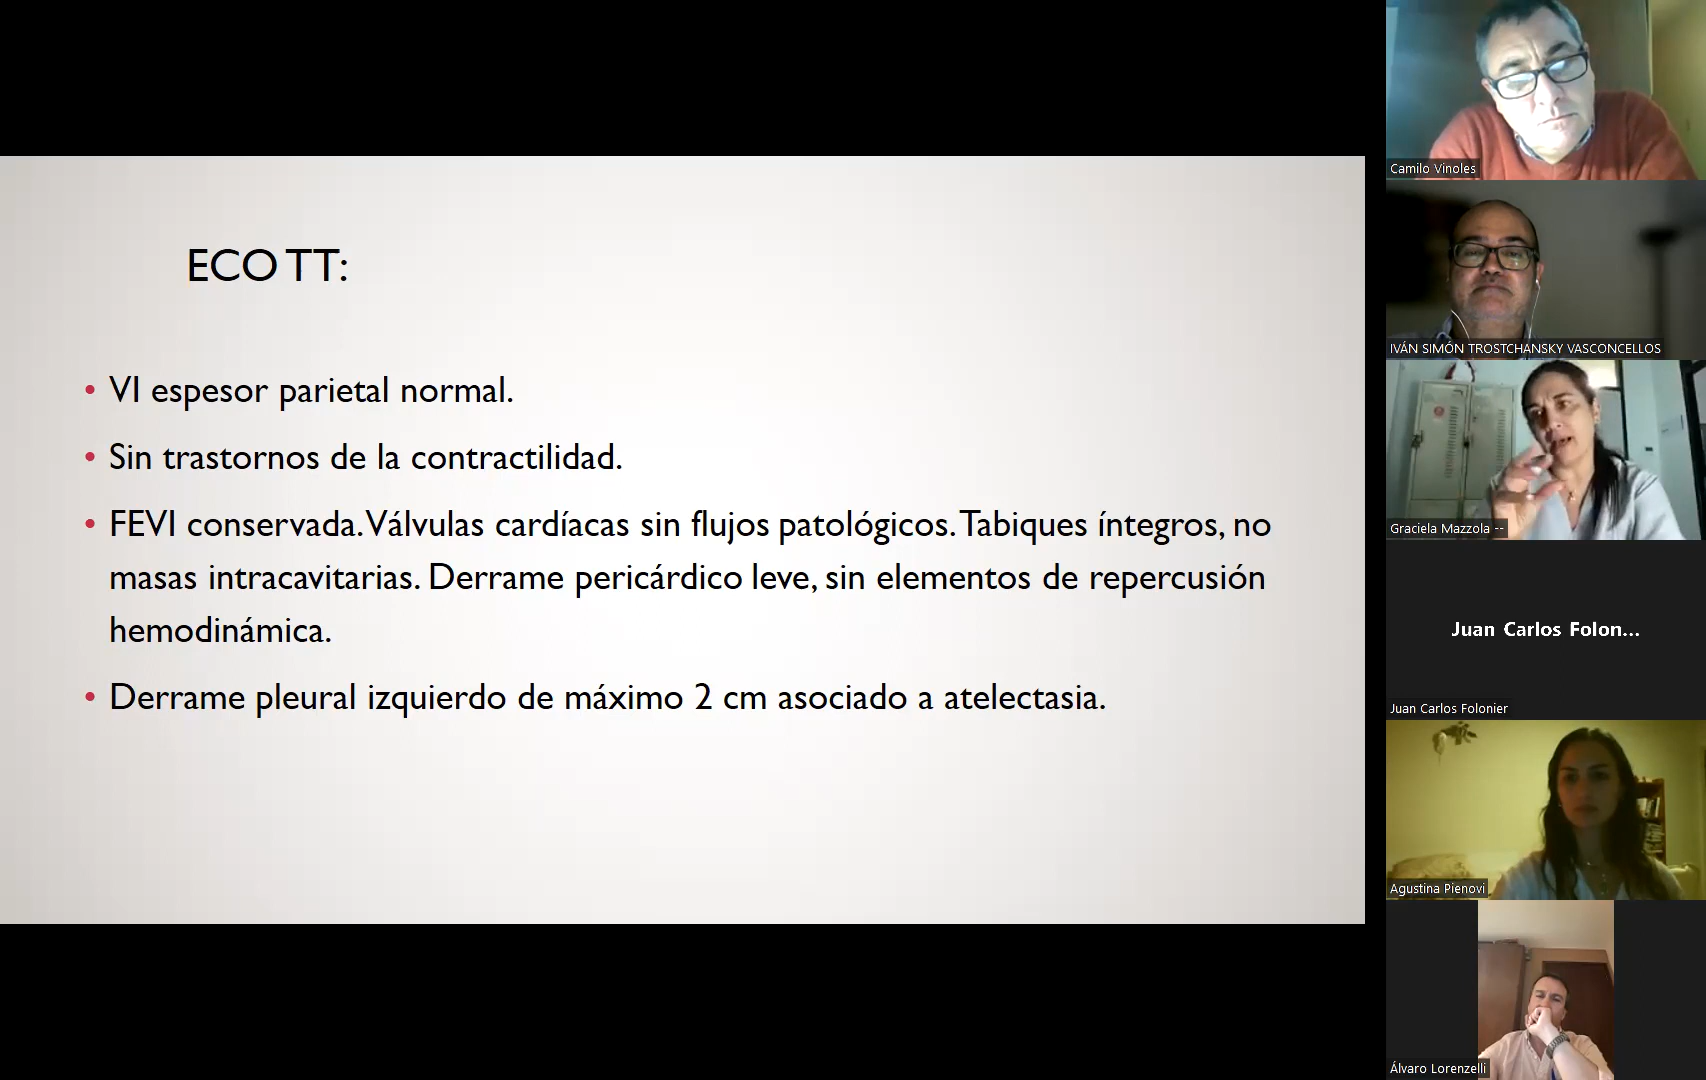 ECO TT:
• VI espesor parietal normal.
• Sin trastornos de la contractilidad.
• FEVI conservada. Válvulas cardíacas sin flujos patológicos. Tabiques íntegros, no
masas intracavitarias. Derrame pericárdico leve, sin elementos de repercusión
hemodinámica.
• Derrame pleural izquierdo de máximo 2 cm asociado a atelectasia.
Camilo Vinoles
IVÁN SIMÓN TROSTCHANSKY VASCONCELLOS
Graciela Mazzola --
Juan Carlos Folon...
Juan Carlos Folonier
Agustina Pienovi
Álvaro Lorenzelli